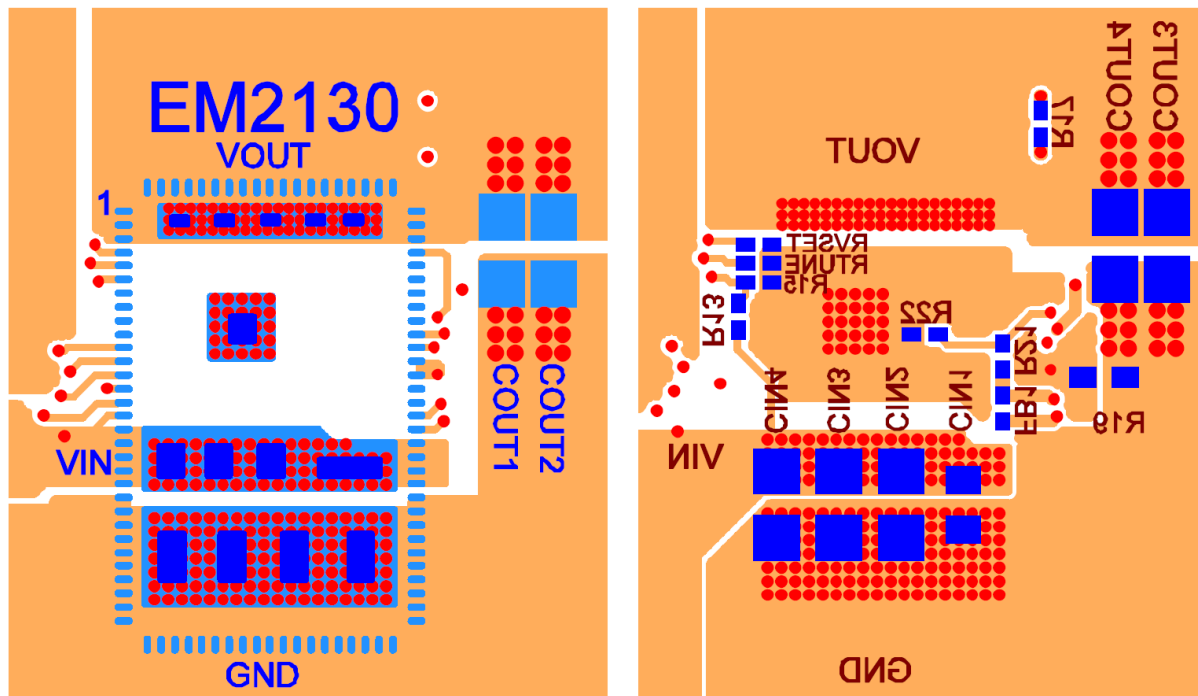 EM2130
VOUT
1
VIN
COUT1
COUT2
GND
COUT4
COUT3
R17
VOUT
RVSET
RTUNE
R15
R13
R22
R21
CIN4
CIN3
CIN2
CIN1
FB1
R19
VIN
GND